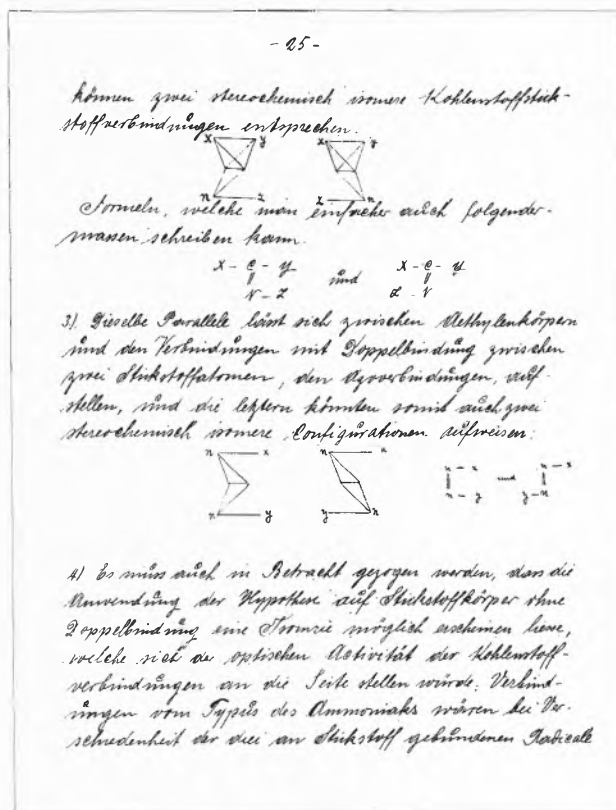 - 25 -
können zwei stereochemisch isomere Kohlenstoffstick-
stoffverbindungen entsprechen.
x y x y
n z z n
Formeln, welche man einfacher auch folgender-
massen schreiben kann.
X - C - Y und X - C - Y
|| ||
N - Z Z - N
3). Dieselbe Parallele lässt sich zwischen Aethylenkörpern
und den Verbindungen mit Doppelbindung zwischen
zwei Stickstoffatomen, den Azoverbindungen, auf-
stellen, und die letztern könnten somit auch zwei
stereochemisch isomere Configurationen aufweisen:
n x n x n - x und n - x
n y y n n - y y - n
4) Es muss auch in Betracht gezogen werden, dass die
Anwendung der Hypothese auf Stickstoffkörper ohne
Doppelbindung eine Isomerie möglich erscheinen liesse,
welche sich der optischen Activität der Kohlenstoff-
verbindungen an die Seite stellen würde; Verbind-
ungen vom Typus des Ammoniaks wären bei Ver-
schiedenheit der drei an Stickstoff gebundenen Radicale